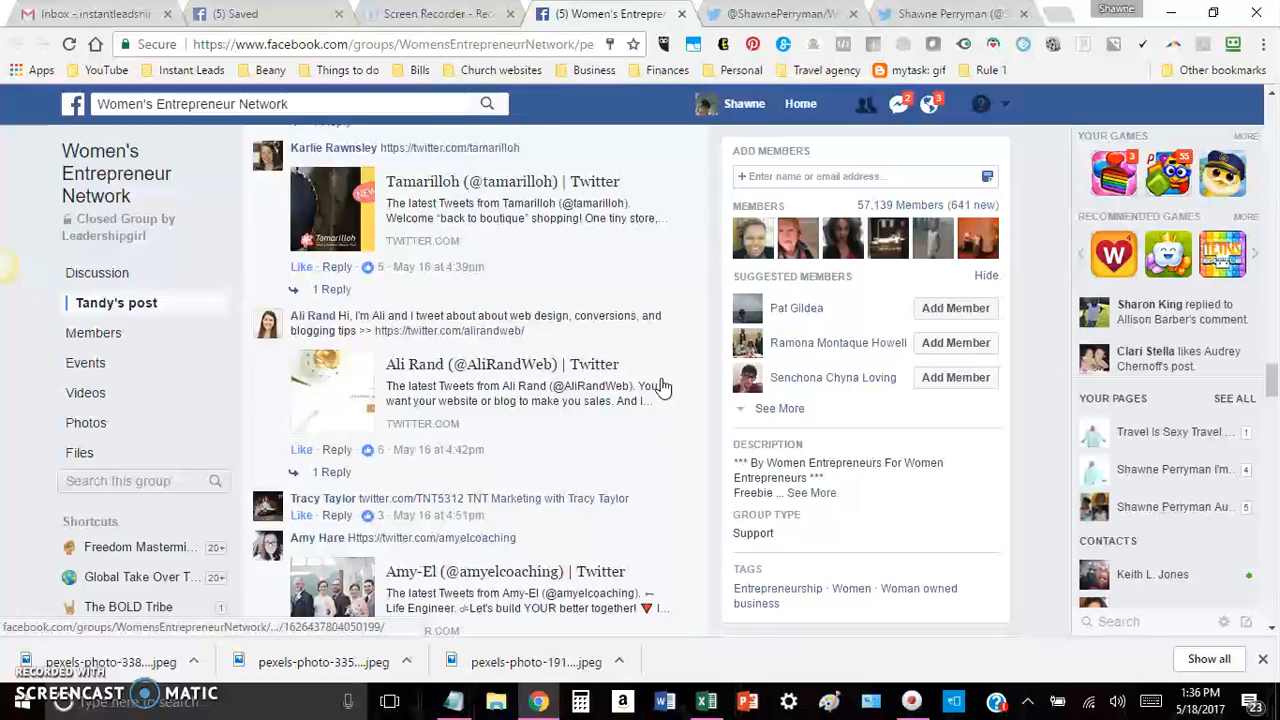 Inbox - instantleadshir
(5) Saved
Screen Recorder - Rec
(5) Women's Entrepre
@ShawnePerryman/W
Shawne Perryman (@S
Shawne
Secure
https://www.facebook.com/groups/WomensEntrepreneurNetwork/pe
Apps
YouTube
Instant Leads
Beany
Things to do
Bills
Church websites
Business
Finances
Personal
Travel agency
mytask: gif
Rule 1
Other bookmarks
Women's Entrepreneur Network
Shawne
Home
2
3
Women's
Entrepreneur
Network
Closed Group by
Leadershipgirl
Discussion
Tandy's post
Members
Events
Videos
Photos
Files
Search this group
Shortcuts
Freedom Mastermi... 20+
Global Take Over T... 20+
The BOLD Tribe 1
Karlie Rawnsley https://twitter.com/tamarilloh
Tamarilloh (@tamarilloh) | Twitter
The latest Tweets from Tamarilloh (@tamarilloh).
Welcome "back to boutique" shopping! One tiny store,...
TWITTER.COM
Like · Reply · 5 · May 16 at 4:39pm
1 Reply
Ali Rand Hi, I'm Ali and I tweet about about web design, conversions, and
blogging tips >> https://twitter.com/alirandweb/
Ali Rand (@AliRandWeb) | Twitter
The latest Tweets from Ali Rand (@AliRandWeb). You
want your website or blog to make you sales. And I...
TWITTER.COM
Like · Reply · 6 · May 16 at 4:42pm
1 Reply
Tracy Taylor twitter.com/TNT5312 TNT Marketing with Tracy Taylor
Like · Reply · 3 · May 16 at 4:51pm
Amy Hare Https://twitter.com/amyelcoaching
Amy-El (@amyelcoaching) | Twitter
The latest Tweets from Amy-El (@amyelcoaching).
Life Engineer. Let's build YOUR better together! I...
R.COM
ADD MEMBERS
+ Enter name or email address...
MEMBERS
57,139 Members (641 new)
SUGGESTED MEMBERS
Hide
Pat Gildea
Add Member
Ramona Montaque Howell
Add Member
Senchona Chyna Loving
Add Member
See More
DESCRIPTION
*** By Women Entrepreneurs For Women
Entrepreneurs ***
Freebie ... See More
GROUP TYPE
Support
TAGS
Entrepreneurship · Women · Woman owned
business
YOUR GAMES
MORE
3
55
RECOMMENDED GAMES
MORE
W
TETRIS
Sharon King replied to
Allison Barber's comment.
Clari Stella likes Audrey
Chernoff's post.
YOUR PAGES
SEE ALL
Travel Is Sexy Travel ... 1
Shawne Perryman I'm... 4
Shawne Perryman Au... 5
CONTACTS
Keith L. Jones
Search
facebook.com/groups/WomensEntrepreneurNetwork/.../1626437804050199/
pexels-photo-338....jpeg
pexels-photo-335....jpeg
pexels-photo-191....jpeg
Show all
RECORDED WITH
SCREENCAST MATIC
Type here to search
1:36 PM
5/18/2017
23